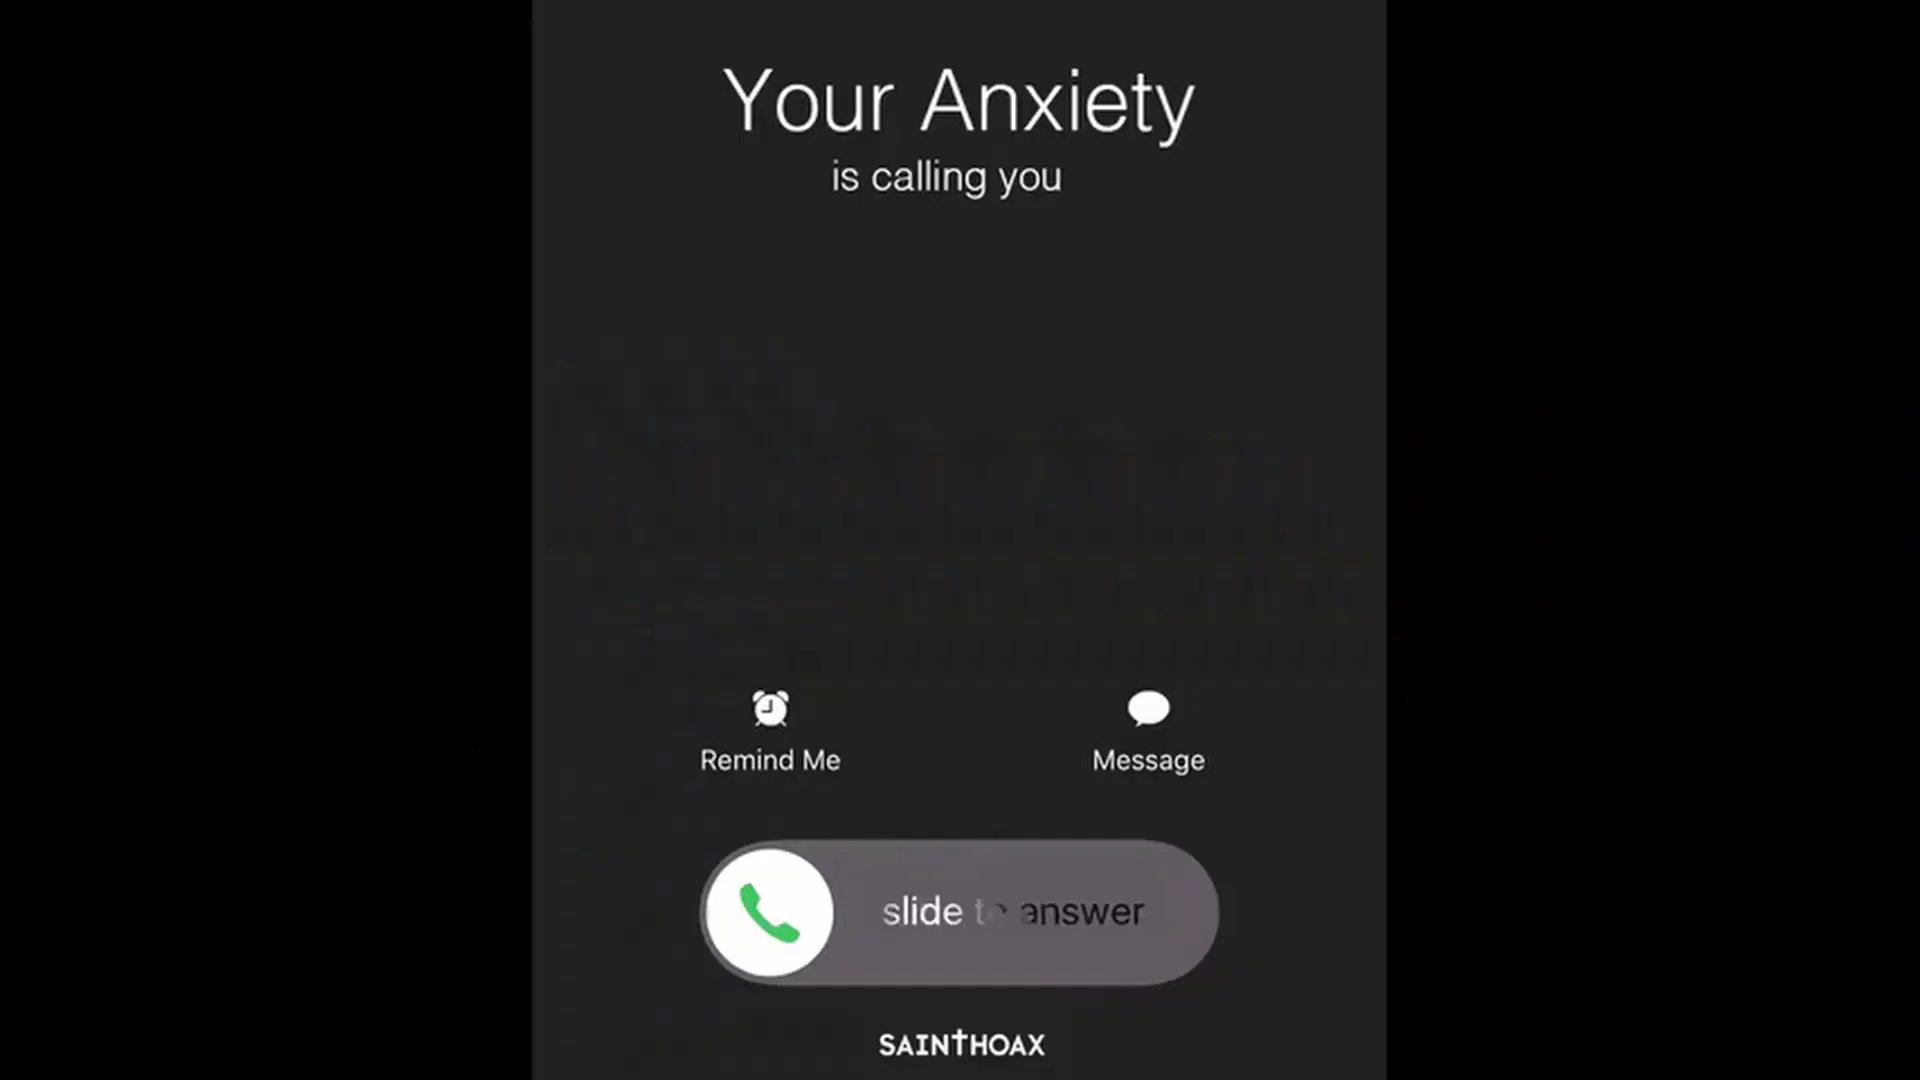 Your Anxiety
is calling you
Remind Me
Message
slide to answer
SAINTHOAX